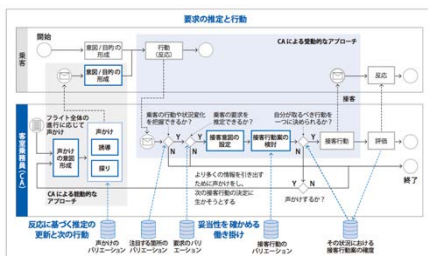 要求の推定と行動
開始
乗客
意図/目的の
形成
行動
(反応)
CAによる受動的なアプローチ
意図/目的の
形成
反応
接客
フライト全体の
進行に応じて
声かけ
乗客の行動や状況変化
を把握できるか?
乗客の要求を
推定できるか?
自分が取るべき行動を
一つに決められるか?
客室乗務員(CA)
声かけ
の意図
形成
声かけ
誘導
探り
Y
Y
Y
N
N
N
接客意図の
設定
接客行動案の
検討
接客行動
評価
終了
CAによる能動的な
アプローチ
より多くの情報を引き出す
ために声かけをし、
次の接客行動の決定に
生かそうとする
Y
N
声かけするか?
反応に基づく推定の
更新と次の行動
妥当性を確かめる
働き掛け
声かけの
バリエーション
注目する箇所の
バリエーション
要求のバリ
エーション
接客行動の
バリエーション
その状況における
接客行動案の確度